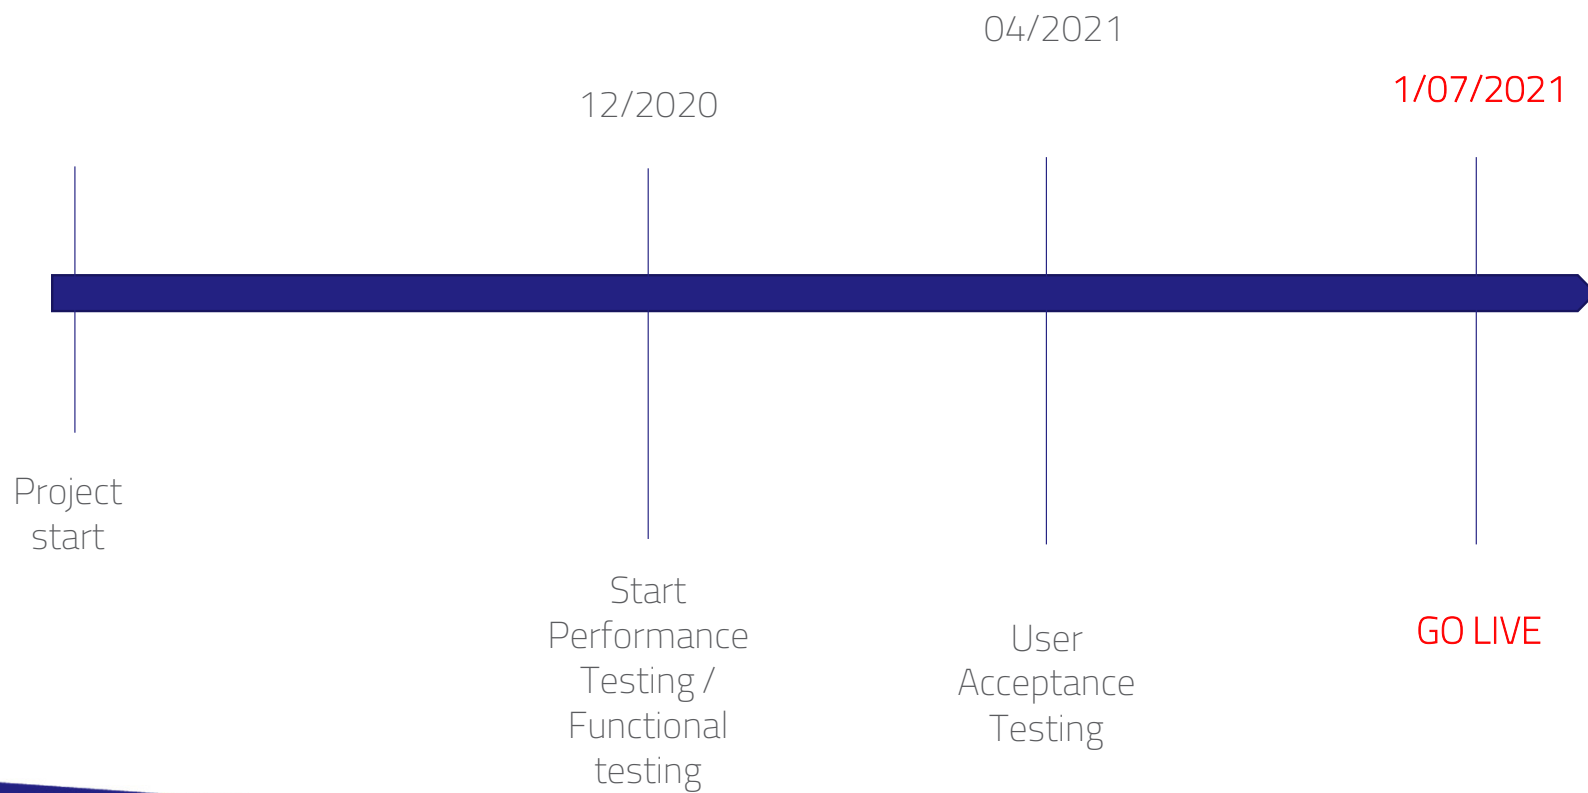 04/2021
12/2020
1/07/2021
Project
start
Start
Performance
Testing /
Functional
testing
User
Acceptance
Testing
GO LIVE